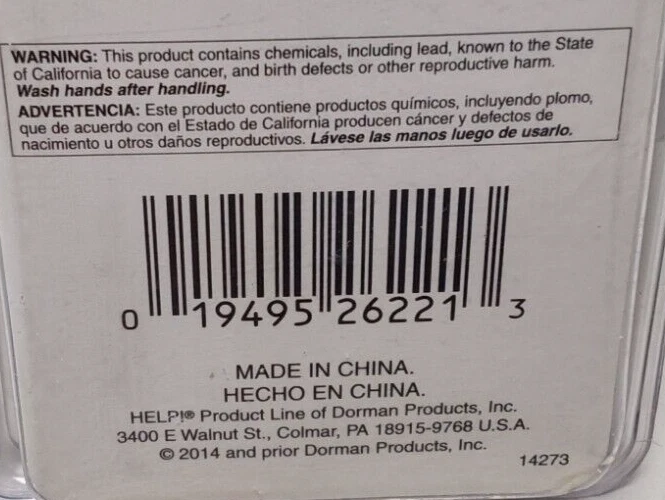 WARNING: This product contains chemicals, including lead, known to the State
of California to cause cancer, and birth defects or other reproductive harm.
Wash hands after handling.
ADVERTENCIA: Este producto contiene productos químicos, incluyendo plomo,
que de acuerdo con el Estado de California producen cáncer y defectos de
nacimiento u otros daños reproductivos. Lávese las manos luego de usarlo.
0 19495 26221 3
MADE IN CHINA.
HECHO EN CHINA.
HELP!® Product Line of Dorman Products, Inc.
3400 E Walnut St., Colmar, PA 18915-9768 U.S.A.
© 2014 and prior Dorman Products, Inc.
14273